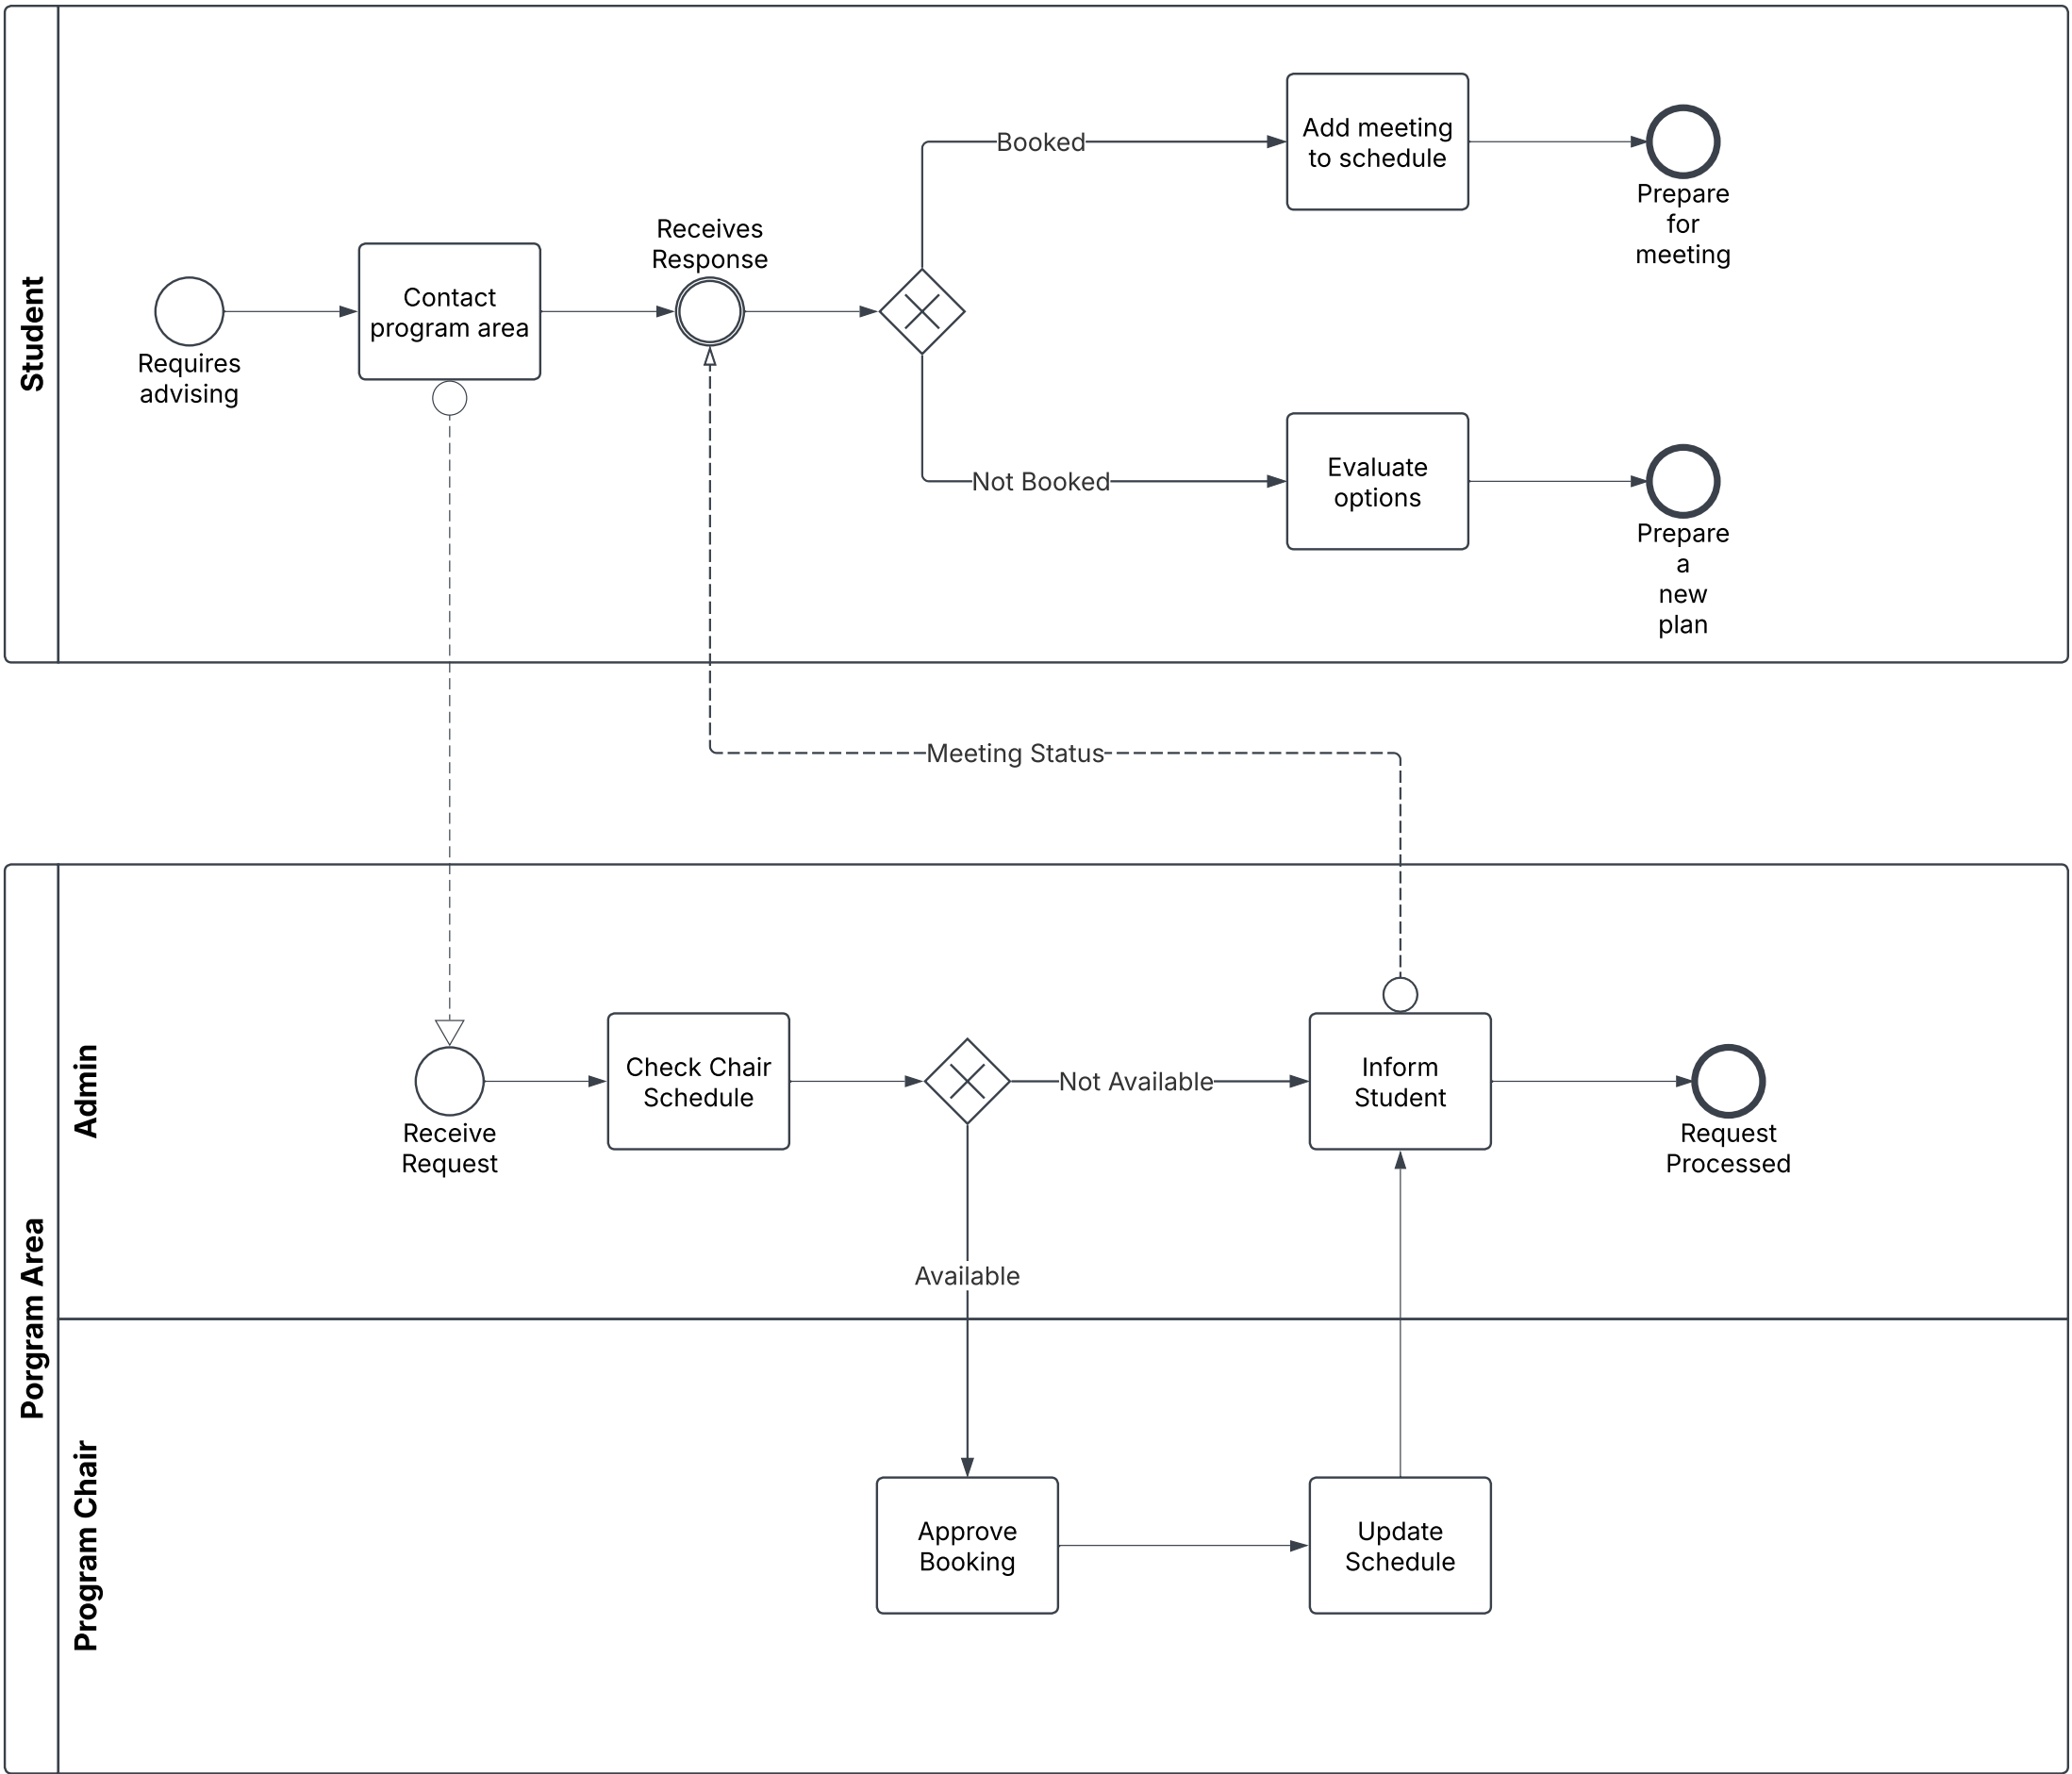 Student
Requires
advising
Contact
program area
Receives
Response
Booked
Add meeting
to schedule
Prepare
for
meeting
Not Booked
Evaluate
options
Prepare
a
new
plan
Meeting Status
Porgram Area
Admin
Receive
Request
Check Chair
Schedule
Not Available
Inform
Student
Request
Processed
Available
Program Chair
Approve
Booking
Update
Schedule